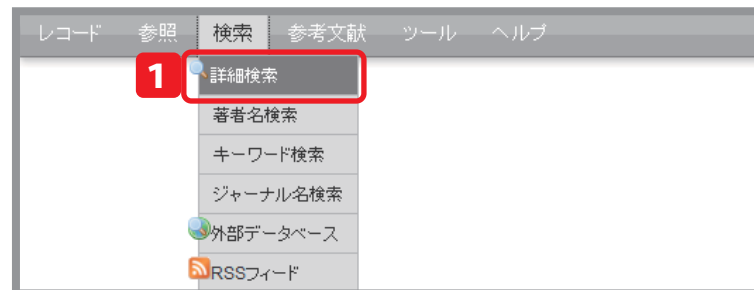 レコード 参照 検索 参考文献 ツール ヘルプ
1 詳細検索
著者名検索
キーワード検索
ジャーナル名検索
外部データベース
RSSフィード